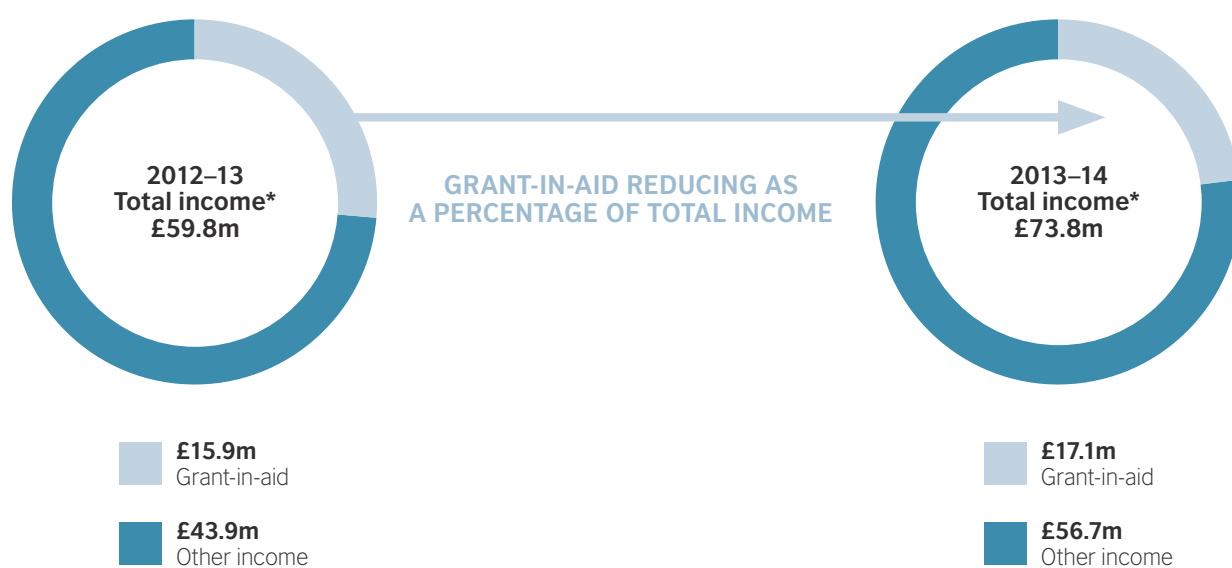 2012–13
Total income*
£59.8m
GRANT-IN-AID REDUCING AS
A PERCENTAGE OF TOTAL INCOME
2013–14
Total income*
£73.8m
£15.9m
Grant-in-aid
£43.9m
Other income
£17.1m
Grant-in-aid
£56.7m
Other income